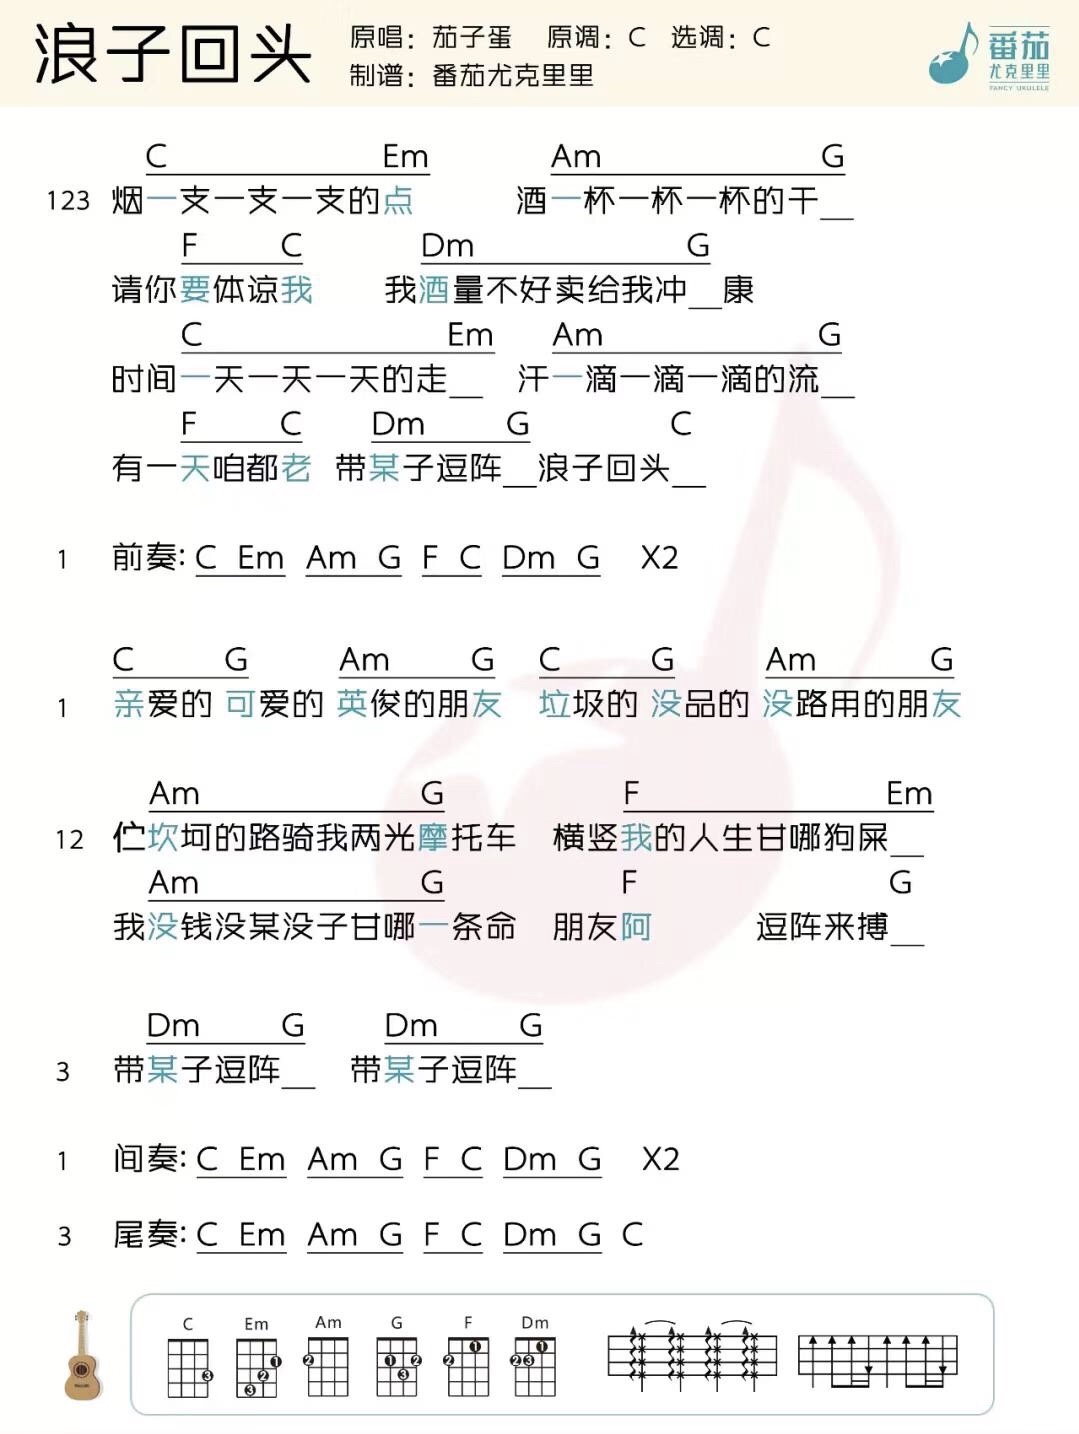 浪子回头 原唱：茄子蛋 原调：C 选调：C
制谱：番茄尤克里里
番茄
尤克里里
FANCY UKULELE
C Em Am G
123 烟一支一支一支的点 酒一杯一杯一杯的干__
F C Dm G
请你要体谅我 我酒量不好卖给我冲__康
C Em Am G
时间一天一天一天的走__ 汗一滴一滴一滴的流__
F C Dm G C
有一天咱都老 带某子逗阵__浪子回头__
1 前奏: C Em Am G F C Dm G X2
C G Am G C G Am G
1 亲爱的 可爱的 英俊的朋友 垃圾的 没品的 没路用的朋友
Am G F Em
12 伫坎坷的路骑我两光摩托车 横竖我的人生甘哪狗屎__
Am G F G
我没钱没某没子甘哪一条命 朋友阿 逗阵来搏__
Dm G Dm G
3 带某子逗阵__ 带某子逗阵__
1 间奏: C Em Am G F C Dm G X2
3 尾奏: C Em Am G F C Dm G C
C Em Am G F Dm
3 1 2 3 2 1 2 3 2 1 2 3 1